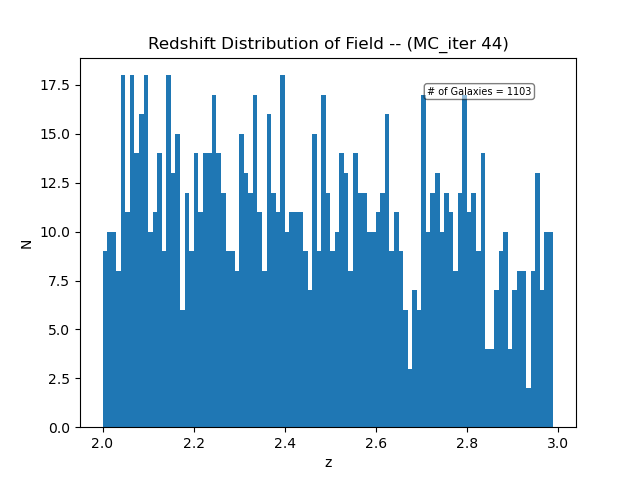 Redshift Distribution of Field -- (MC_iter 44)
# of Galaxies = 1103
17.5
15.0
12.5
10.0
7.5
5.0
2.5
0.0
N
2.0 2.2 2.4 2.6 2.8 3.0
z